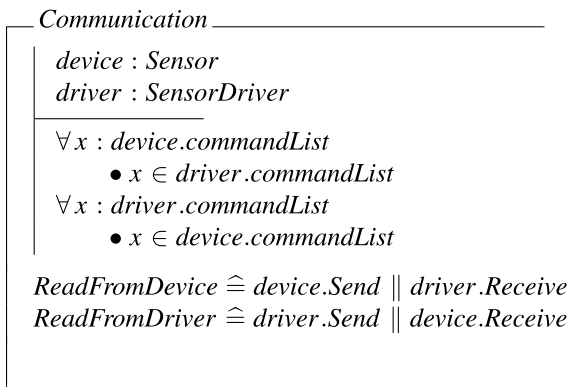 Communication
device : Sensor
driver : SensorDriver
∀ x : device.commandList
• x ∈ driver.commandList
∀ x : driver.commandList
• x ∈ device.commandList
ReadFromDevice ≙ device.Send ∥ driver.Receive
ReadFromDriver ≙ driver.Send ∥ device.Receive